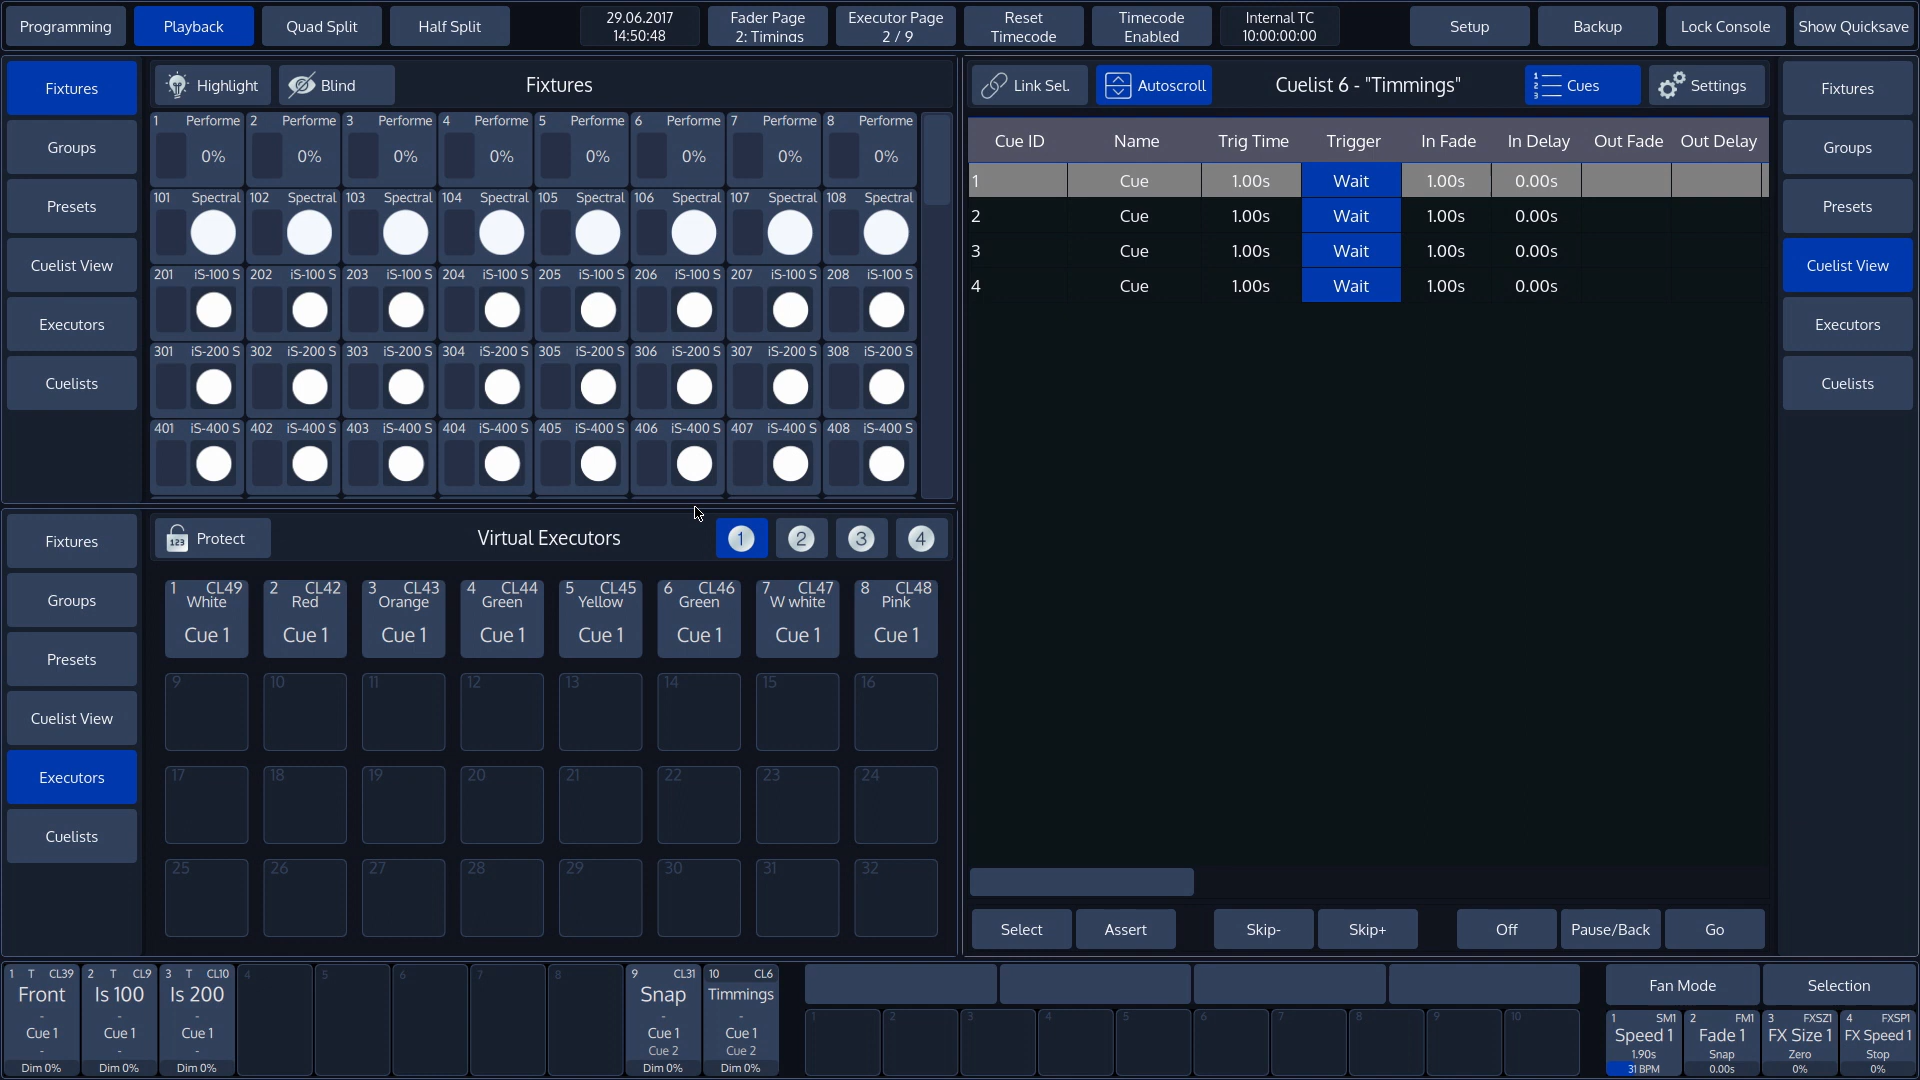 Programming Playback Quad Split Half Split
29.06.2017
14:50:48
Fader Page
2: Timings
Executor Page
2 / 9
Reset
Timecode
Timecode
Enabled
Internal TC
10:00:00:00
Setup Backup Lock Console Show Quicksave
Fixtures
Groups
Presets
Cuelist View
Executors
Cuelists
Highlight Blind Fixtures
1 Performe 2 Performe 3 Performe 4 Performe 5 Performe 6 Performe 7 Performe 8 Performe
0% 0% 0% 0% 0% 0% 0% 0%
101 Spectral 102 Spectral 103 Spectral 104 Spectral 105 Spectral 106 Spectral 107 Spectral 108 Spectral
201 iS-100 S 202 iS-100 S 203 iS-100 S 204 iS-100 S 205 iS-100 S 206 iS-100 S 207 iS-100 S 208 iS-100 S
301 iS-200 S 302 iS-200 S 303 iS-200 S 304 iS-200 S 305 iS-200 S 306 iS-200 S 307 iS-200 S 308 iS-200 S
401 iS-400 S 402 iS-400 S 403 iS-400 S 404 iS-400 S 405 iS-400 S 406 iS-400 S 407 iS-400 S 408 iS-400 S
Link Sel. Autoscroll Cuelist 6 - "Timmings" 1 2 3 Cues Settings
Cue ID Name Trig Time Trigger In Fade In Delay Out Fade Out Delay
1 Cue 1.00s Wait 1.00s 0.00s
2 Cue 1.00s Wait 1.00s 0.00s
3 Cue 1.00s Wait 1.00s 0.00s
4 Cue 1.00s Wait 1.00s 0.00s
Select Assert Skip- Skip+ Off Pause/Back Go
Fixtures
Groups
Presets
Cuelist View
Executors
Cuelists
Fixtures
Groups
Presets
Cuelist View
Executors
Cuelists
123 Protect Virtual Executors 1 2 3 4
1 CL49 2 CL42 3 CL43 4 CL44 5 CL45 6 CL46 7 CL47 8 CL48
White Red Orange Green Yellow Green W white Pink
Cue 1 Cue 1 Cue 1 Cue 1 Cue 1 Cue 1 Cue 1 Cue 1
9 10 11 12 13 14 15 16
17 18 19 20 21 22 23 24
25 26 27 28 29 30 31 32
1 T CL39
Front
-
Cue 1
-
Dim 0%
2 T CL9
Is 100
-
Cue 1
-
Dim 0%
3 T CL10
Is 200
-
Cue 1
-
Dim 0%
4 5 6 7 8
9 CL31
Snap
-
Cue 1
Cue 2
Dim 0%
10 CL6
Timmings
-
Cue 1
Cue 2
Dim 0%
1 2 3 4 5 6 7 8 9 10
Fan Mode Selection
1 SM1
Speed 1
1.90s
31 BPM
2 FM1
Fade 1
Snap
0.00s
3 FXSZ1
FX Size 1
Zero
0%
4 FXSP1
FX Speed 1
Stop
0%